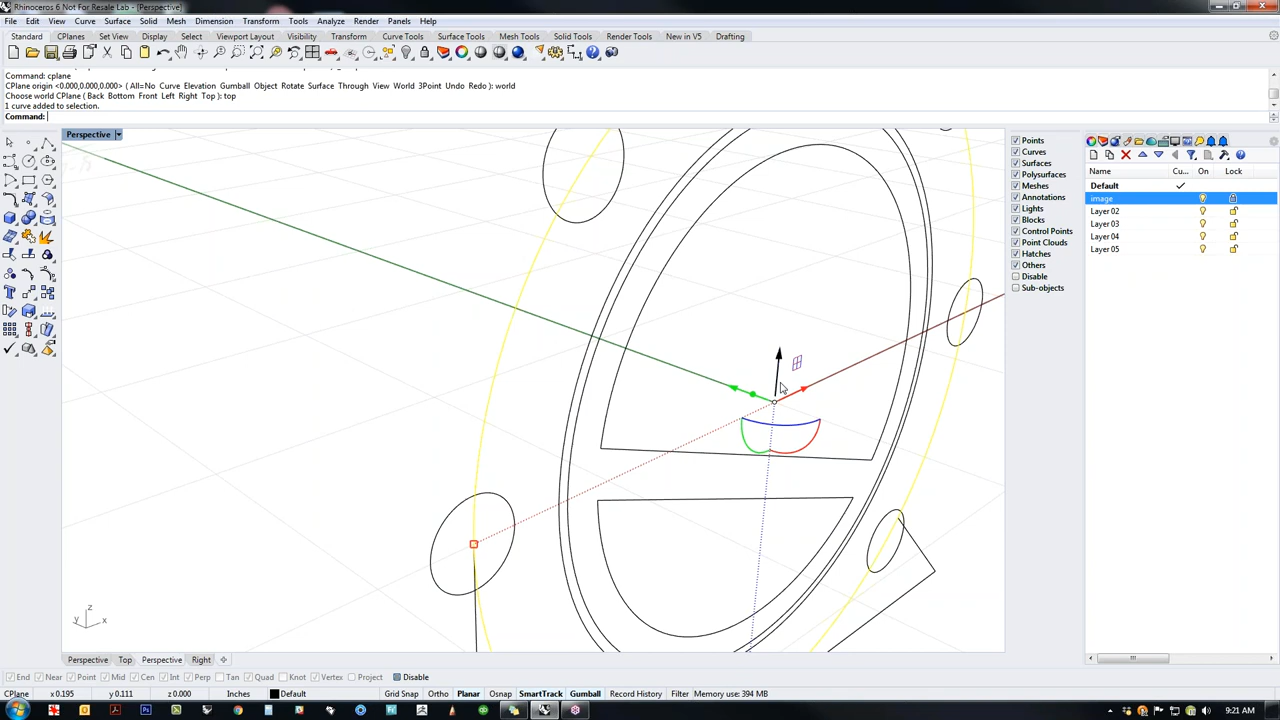 Rhinoceros 6 Not For Resale Lab - [Perspective]
File Edit View Curve Surface Solid Mesh Dimension Transform Tools Analyze Render Panels Help
Standard CPlanes Set View Display Select Viewport Layout Visibility Transform Curve Tools Surface Tools Mesh Tools Solid Tools Render Tools New in V5 Drafting
Command: cplane
CPlane origin <0.000,0.000,0.000> ( All=No Curve Elevation Gumball Object Rotate Surface Through View World 3Point Undo Redo ): world
Choose world CPlane ( Back Bottom Front Left Right Top ): top
1 curve added to selection.
Command:
Perspective
Points
Curves
Surfaces
Polysurfaces
Meshes
Annotations
Lights
Blocks
Control Points
Point Clouds
Hatches
Others
Disable
Sub-objects
Name Cu... On Lock
Default
image
Layer 02
Layer 03
Layer 04
Layer 05
z
y x
Perspective Top Perspective Right
End Near Point Mid Cen Int Perp Tan Quad Knot Vertex Project Disable
CPlane x 0.195 y 0.111 z 0.000 Inches Default Grid Snap Ortho Planar Osnap SmartTrack Gumball Record History Filter Memory use: 394 MB
9:21 AM